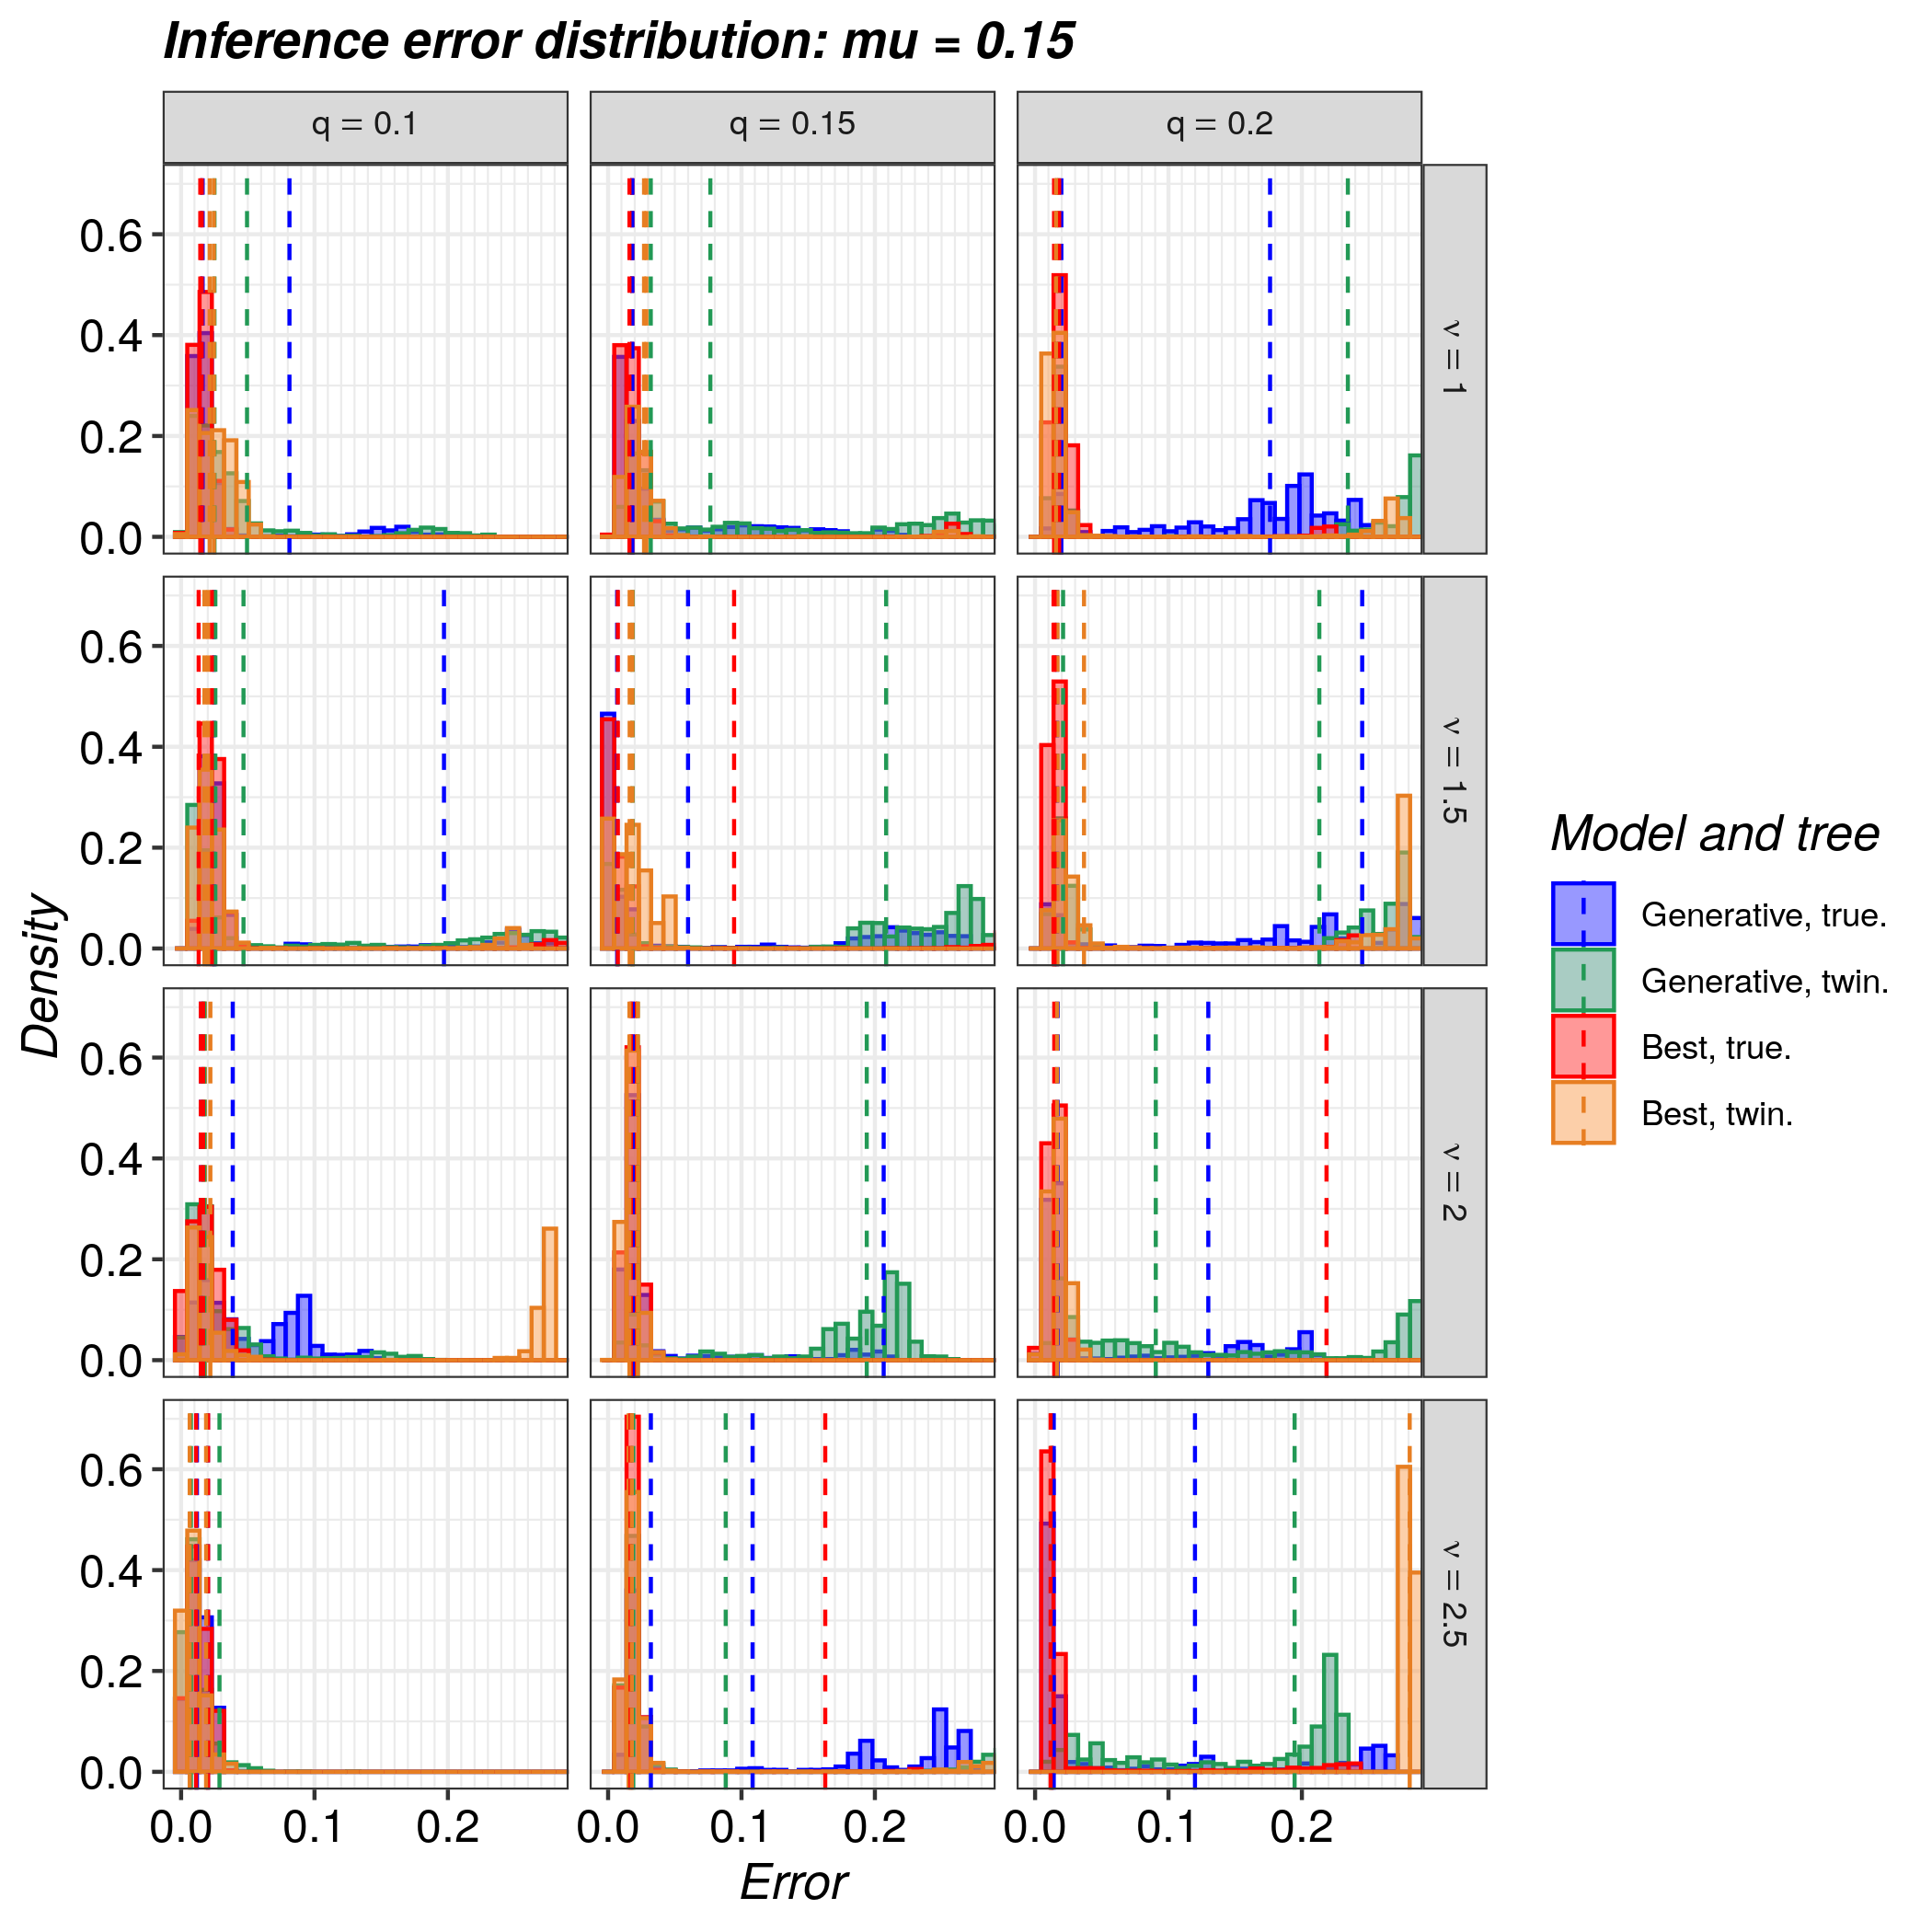 Inference error distribution: mu = 0.15
q = 0.1
q = 0.15
q = 0.2
0.6
0.4
0.2
0.0
ν = 1
0.6
0.4
0.2
0.0
ν = 1.5
0.6
0.4
0.2
0.0
ν = 2
0.6
0.4
0.2
0.0
ν = 2.5
Density
0.0 0.1 0.2
0.0 0.1 0.2
0.0 0.1 0.2
Error
Model and tree
Generative, true.
Generative, twin.
Best, true.
Best, twin.